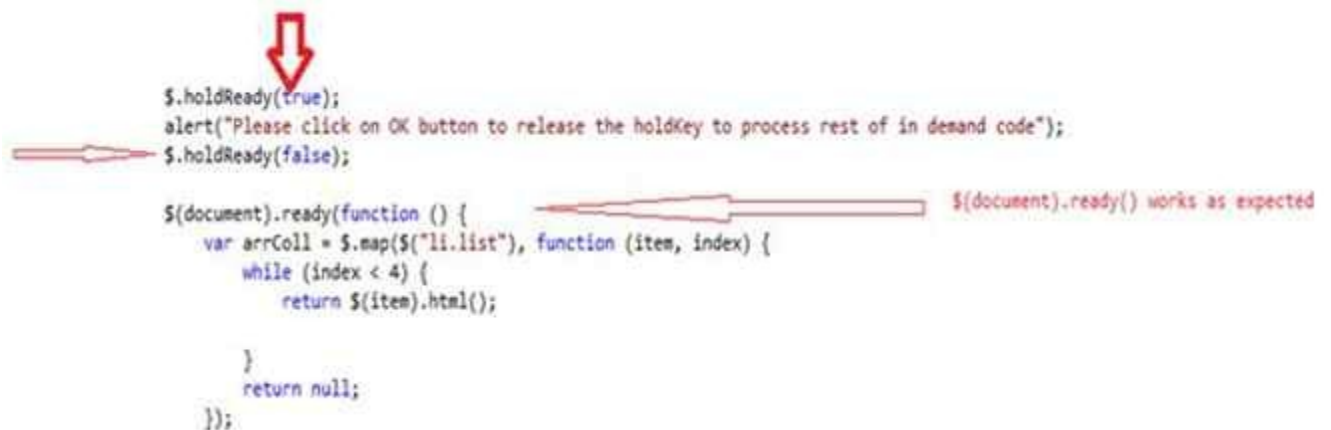 $.holdReady(true);
alert("Please click on OK button to release the holdKey to process rest of in demand code");
$.holdReady(false);
$(document).ready(function () {
$(document).ready() works as expected
var arrColl = $.map($("li.list"), function (item, index) {
while (index < 4) {
return $(item).html();
}
return null;
});